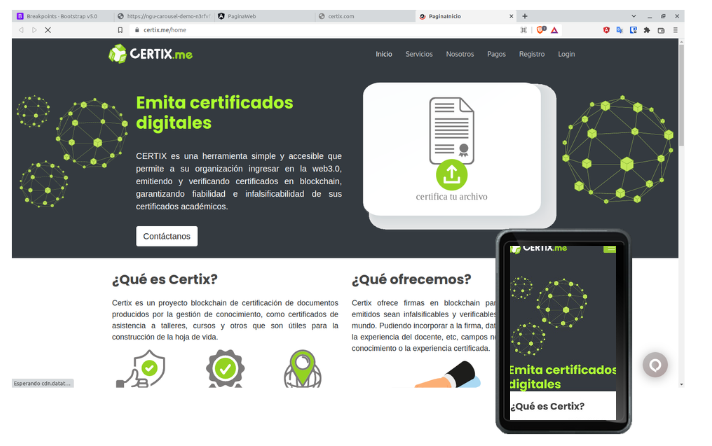 Breakpoints · Bootstrap v5.0
PaginaWeb
certix.com
PaginaInicio
certix.me/home
CERTIX.me
Inicio
Servicios
Nosotros
Pagos
Registro
Login
Emita certificados
digitales
CERTIX es una herramienta simple y accesible que
permite a su organización ingresar en la web3.0,
emitiendo y verificando certificados en blockchain,
garantizando fiabilidad e infalsificabilidad de sus
certificados académicos.
Contáctanos
certifica tu archivo
¿Qué es Certix?
Certix es un proyecto blockchain de certificación de documentos
producidos por la gestión de conocimiento, como certificados de
asistencia a talleres, cursos y otros que son útiles para la
construcción de la hoja de vida.
¿Qué ofrecemos?
Certix ofrece firmas en blockchain par
emitidos sean infalsificables y verificables
mundo. Pudiendo incorporar a la firma, dat
la experiencia del docente, etc, campos n
conocimiento o la experiencia certificada.
CERTIX.me
Emita certificados
digitales
¿Qué es Certix?
Esperando cdn.datat...